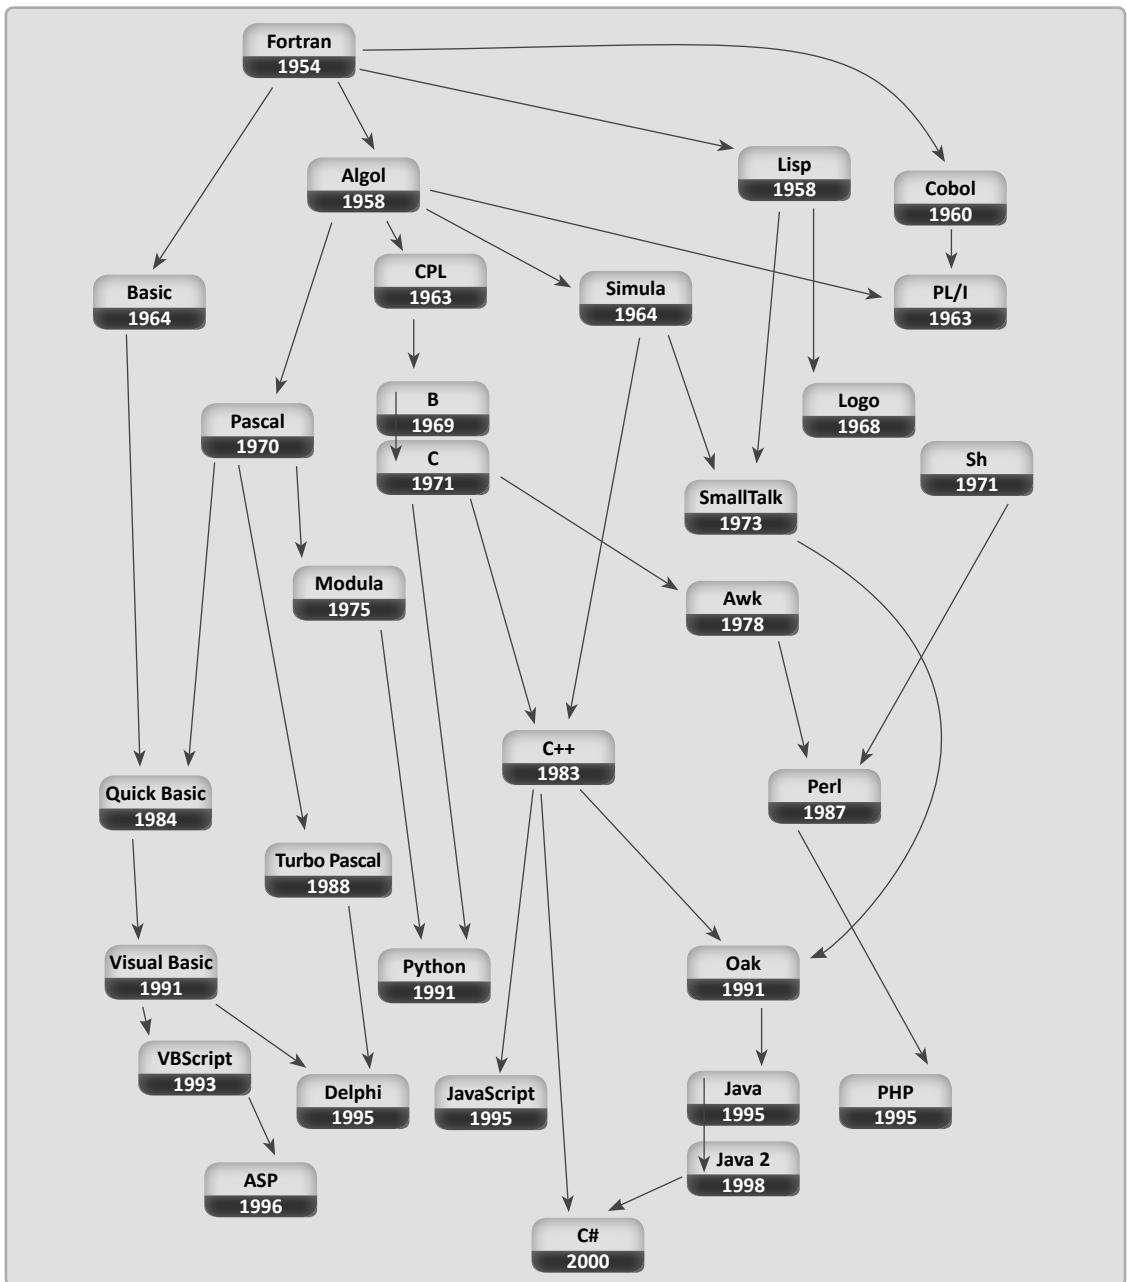 Fortran
1954
Lisp
1958
Algol
1958
Cobol
1960
CPL
1963
Basic
1964
Simula
1964
PL/I
1963
B
1969
Logo
1968
Pascal
1970
C
1971
Sh
1971
SmallTalk
1973
Modula
1975
Awk
1978
C++
1983
Perl
1987
Quick Basic
1984
Turbo Pascal
1988
Visual Basic
1991
Python
1991
Oak
1991
VBScript
1993
Delphi
1995
JavaScript
1995
Java
1995
PHP
1995
Java 2
1998
ASP
1996
C#
2000